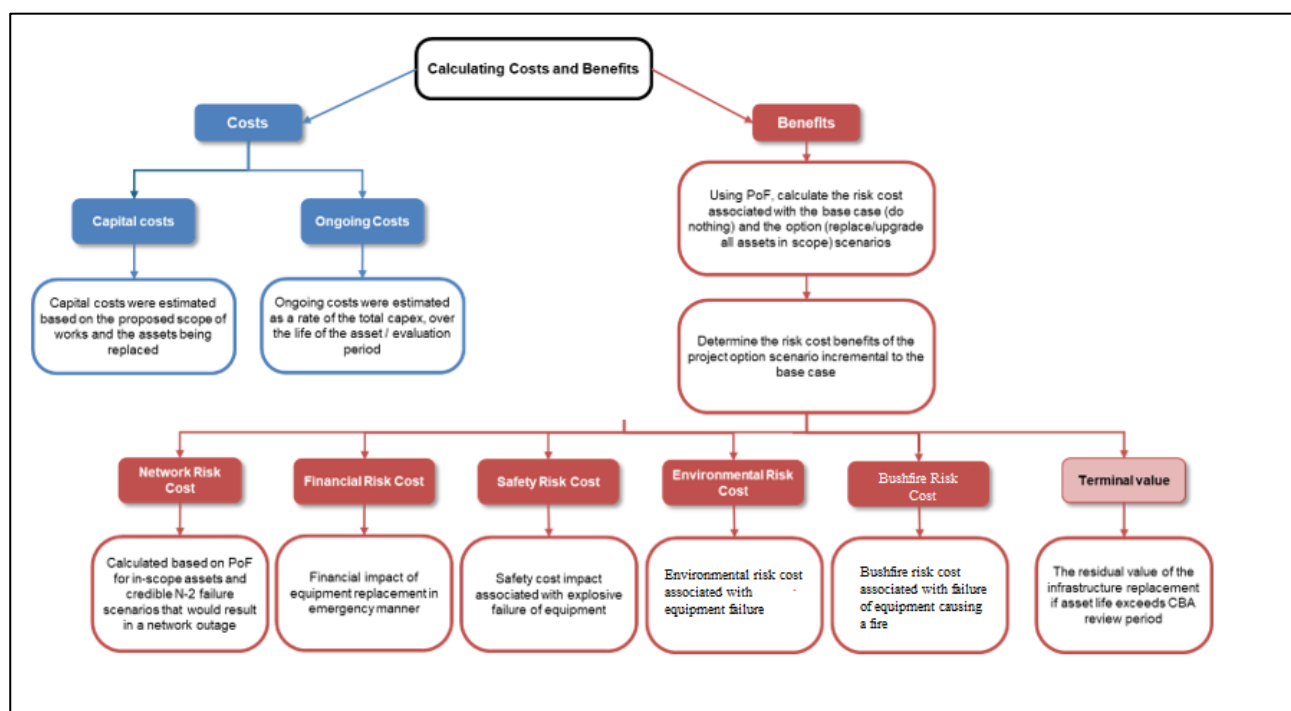 Calculating Costs and Benefits
Costs
Benefits
Capital costs
Ongoing Costs
Using PoF, calculate the risk cost
associated with the base case (do
nothing) and the option (replace/upgrade
all assets in scope) scenarios
Capital costs were estimated
based on the proposed scope of
works and the assets being
replaced
Ongoing costs were estimated
as a rate of the total capex, over
the life of the asset / evaluation
period
Determine the risk cost benefits of the
project option scenario incremental to the
base case
Network Risk
Cost
Financial Risk Cost
Safety Risk Cost
Environmental Risk
Cost
Bushfire Risk
Cost
Terminal value
Calculated based on PoF
for in-scope assets and
credible N-2 failure
scenarios that would result
in a network outage
Financial impact of
equipment replacement in
emergency manner
Safety cost impact
associated with explosive
failure of equipment
Environmental risk cost
associated with
equipment failure
Bushfire risk cost
associated with failure
of equipment causing
a fire
The residual value of the
infrastructure replacement
if asset life exceeds CBA
review period